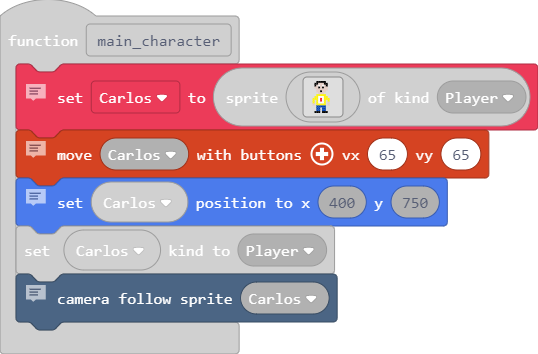 function main_character
set Carlos to sprite of kind Player
move Carlos with buttons vx 65 vy 65
set Carlos position to x 400 y 750
set Carlos kind to Player
camera follow sprite Carlos